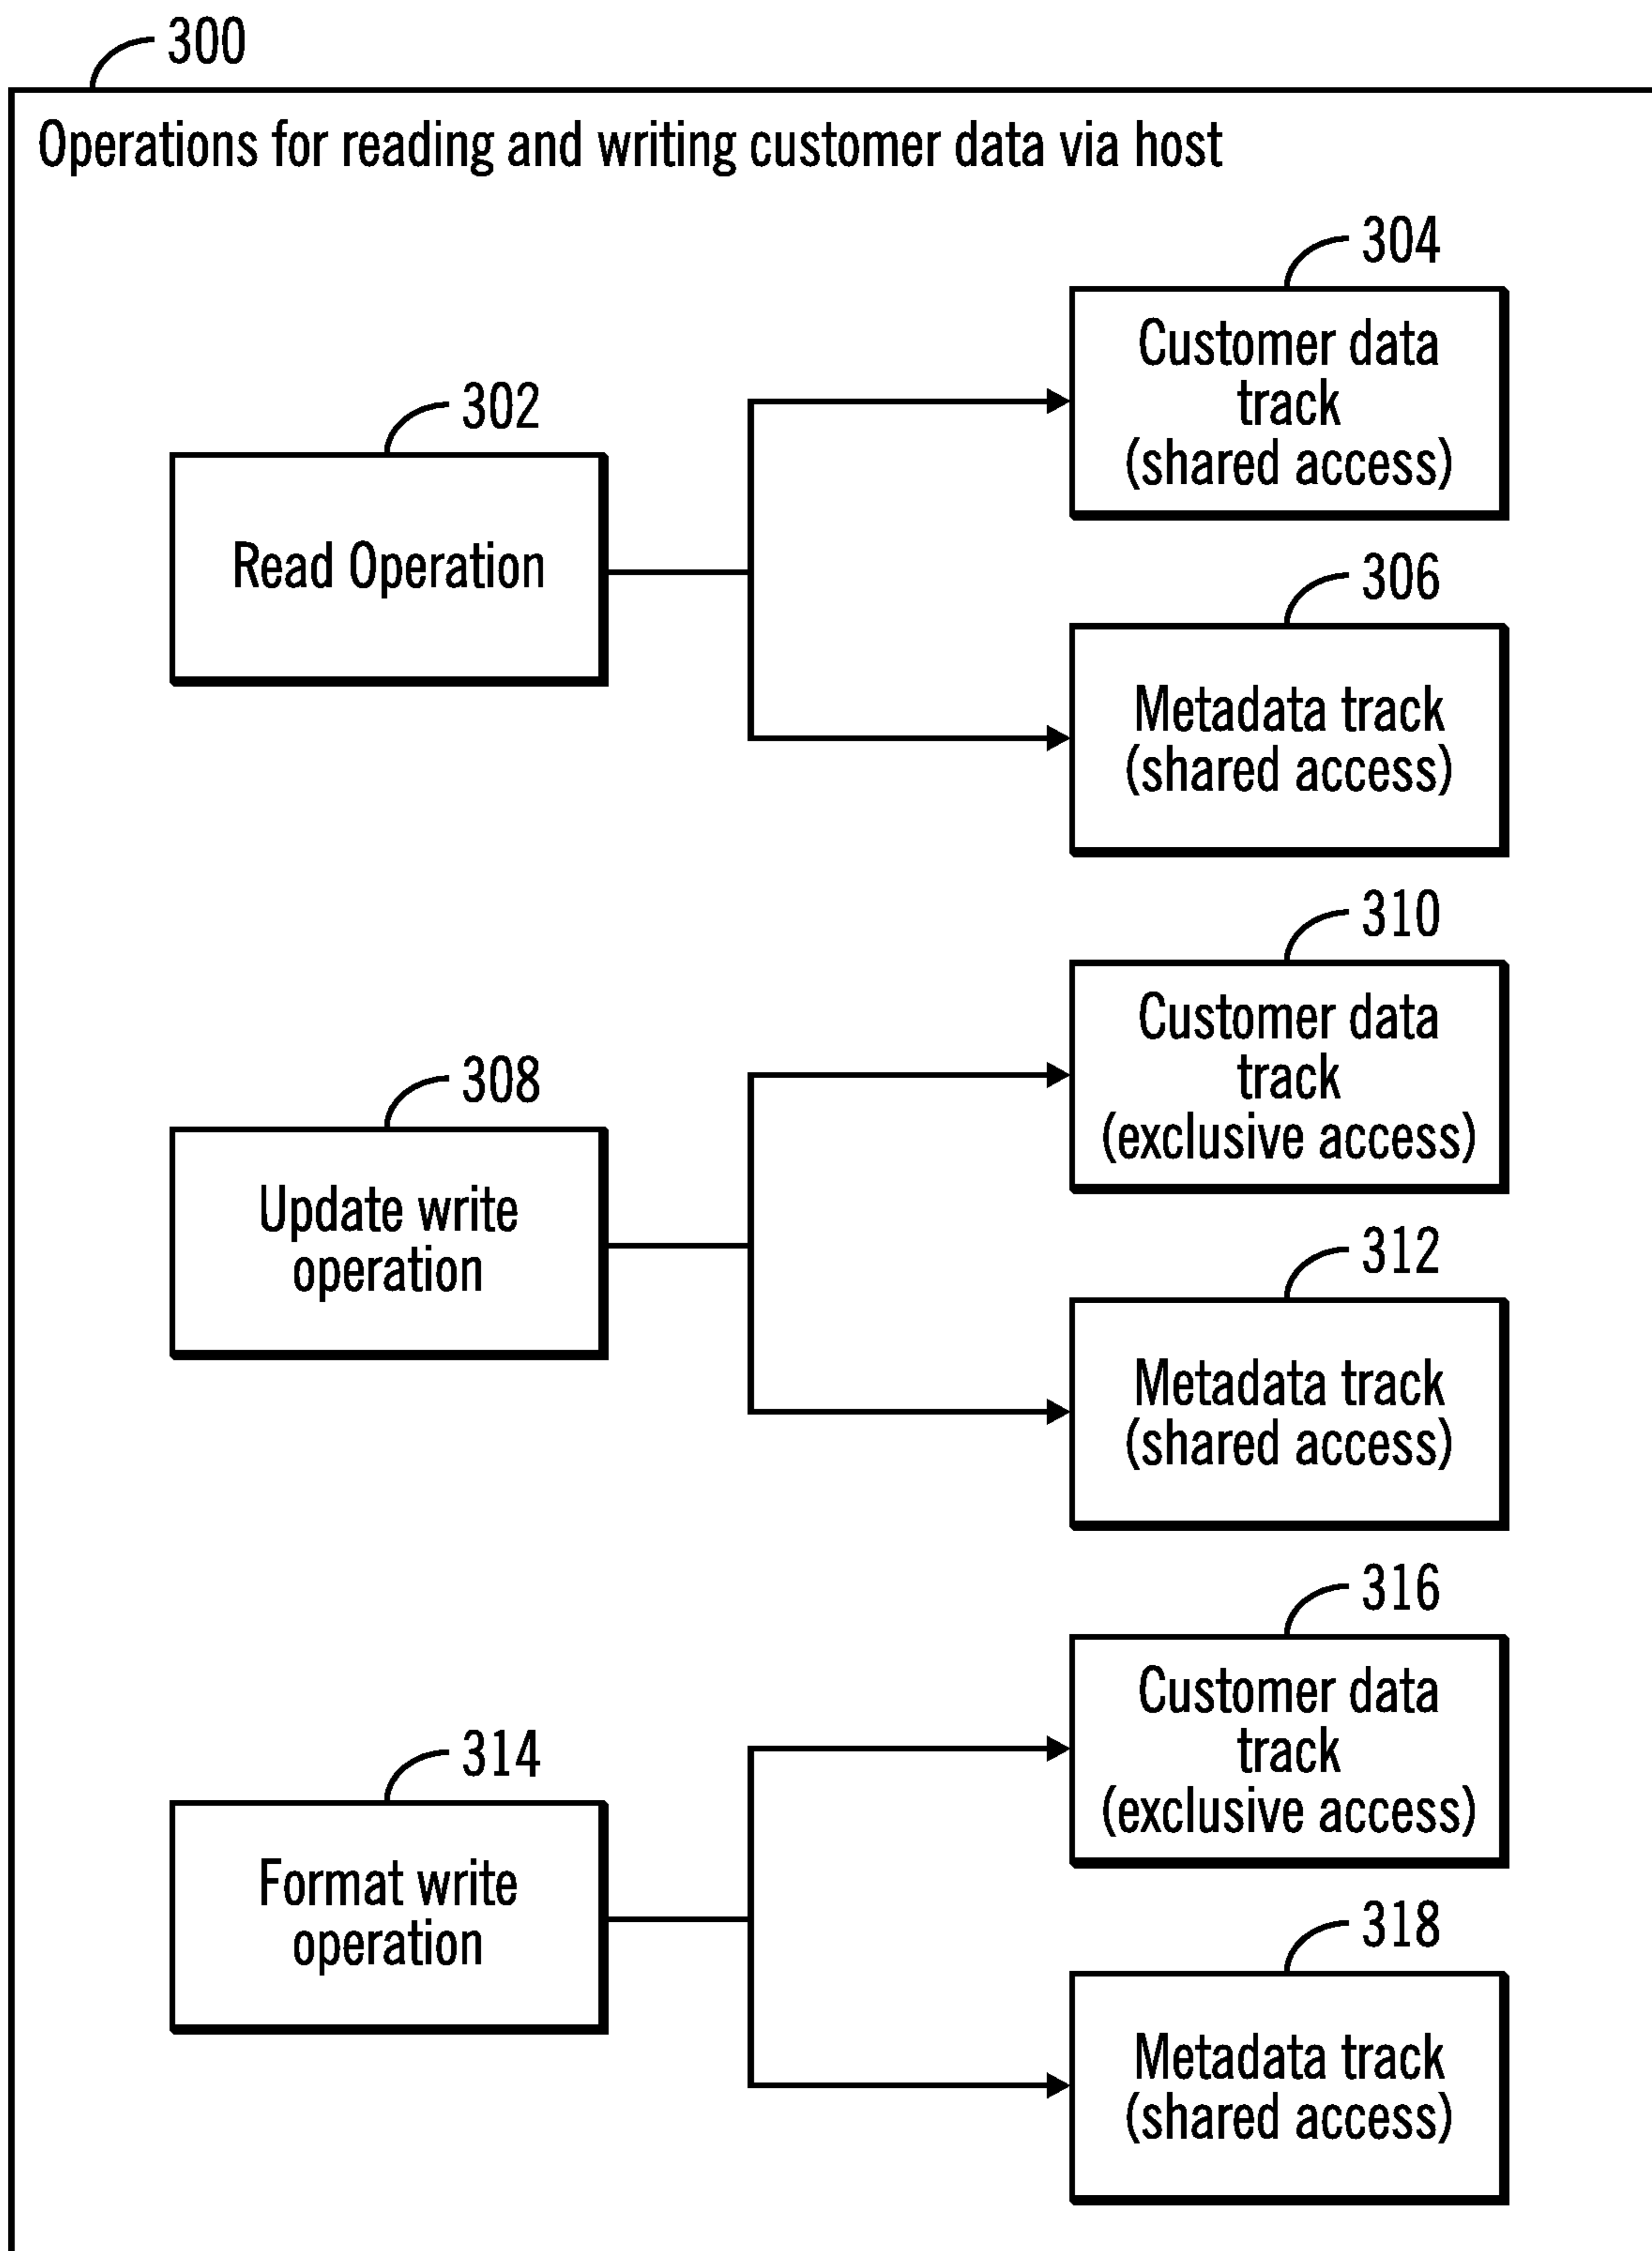 300
Operations for reading and writing customer data via host
304
Customer data
track
(shared access)
302
Read Operation
306
Metadata track
(shared access)
310
Customer data
track
(exclusive access)
308
Update write
operation
312
Metadata track
(shared access)
316
Customer data
track
(exclusive access)
314
Format write
operation
318
Metadata track
(shared access)